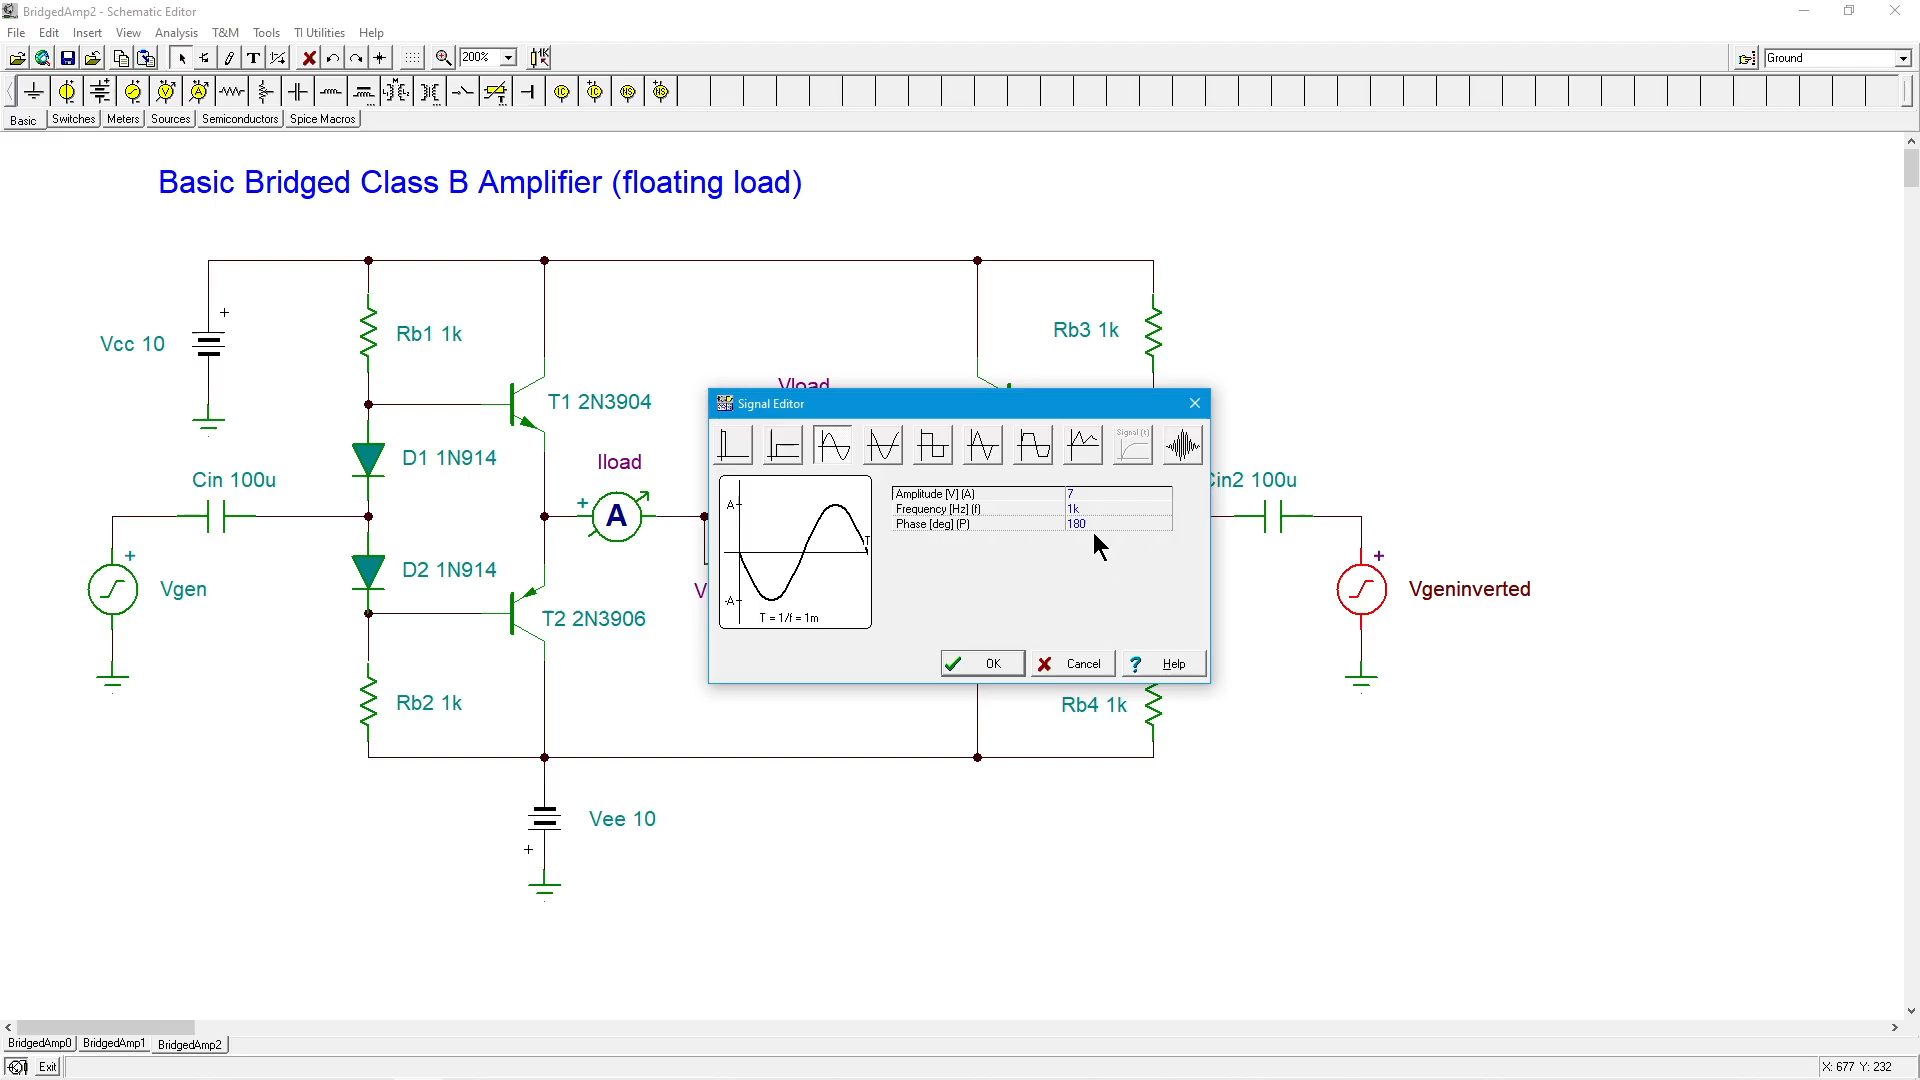 BridgedAmp2 - Schematic Editor
File Edit Insert View Analysis T&M Tools TI Utilities Help
200%
1K
Ground
Basic Switches Meters Sources Semiconductors Spice Macros
Basic Bridged Class B Amplifier (floating load)
Vcc 10
Rb1 1k
Rb3 1k
T1 2N3904
Vload
Signal Editor
Signal (t)
D1 1N914
Iload
A
Cin 100u
Cin2 100u
Amplitude [V] (A) 7
Frequency [Hz] (f) 1k
Phase [deg] (P) 180
A
T
-A
T = 1/f = 1m
D2 1N914
Vgen
V
T2 2N3906
Vgeninverted
OK Cancel Help
Rb2 1k
Rb4 1k
Vee 10
BridgedAmp0 BridgedAmp1 BridgedAmp2
Exit
X: 677 Y: 232